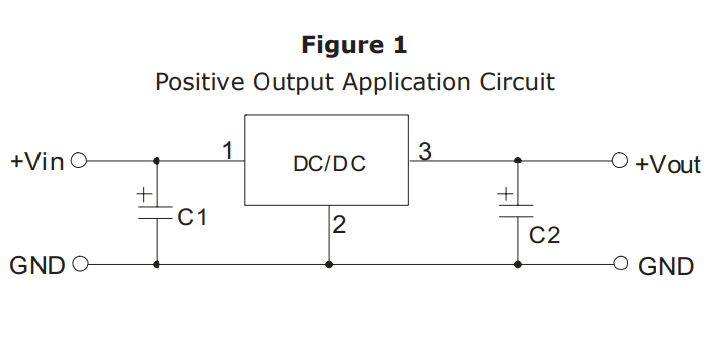 Figure 1
Positive Output Application Circuit
+Vin
1
DC/DC
3
+Vout
+
C1
2
+
C2
GND
GND